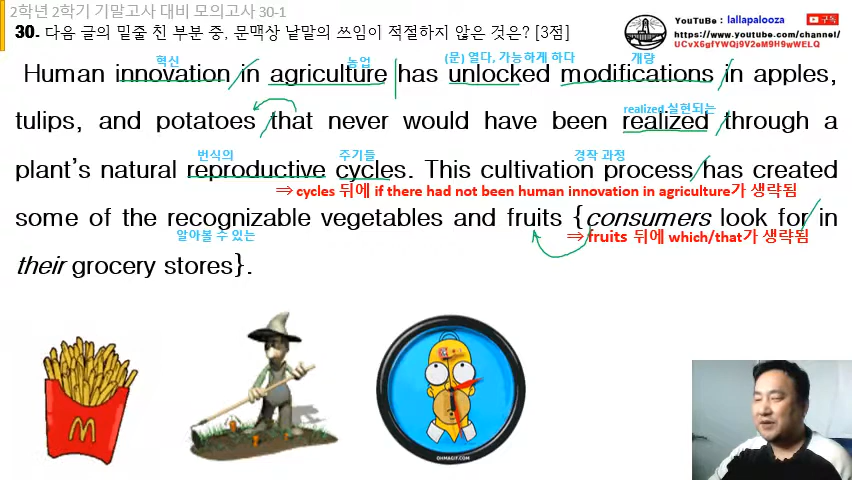 2학년 2학기 기말고사 대비 모의고사 30-1
30. 다음 글의 밑줄 친 부분 중, 문맥상 낱말의 쓰임이 적절하지 않은 것은? [3점]
YouTuBe : lallapalooza
구독
https://www.youtube.com/channel/
UCvX6gfYWQj9V2eM9H9wWELQ
혁신 농업 (문) 열다, 가능하게 하다 개량
Human innovation in agriculture has unlocked modifications in apples,
realized 실현되는
tulips, and potatoes that never would have been realized through a
번식의 주기들 경작 과정
plant's natural reproductive cycles. This cultivation process has created
⇒ cycles 뒤에 if there had not been human innovation in agriculture가 생략됨
some of the recognizable vegetables and fruits {consumers look for in
알아볼 수 있는 ⇒ fruits 뒤에 which/that가 생략됨
their grocery stores}.
OHMAGIF.COM